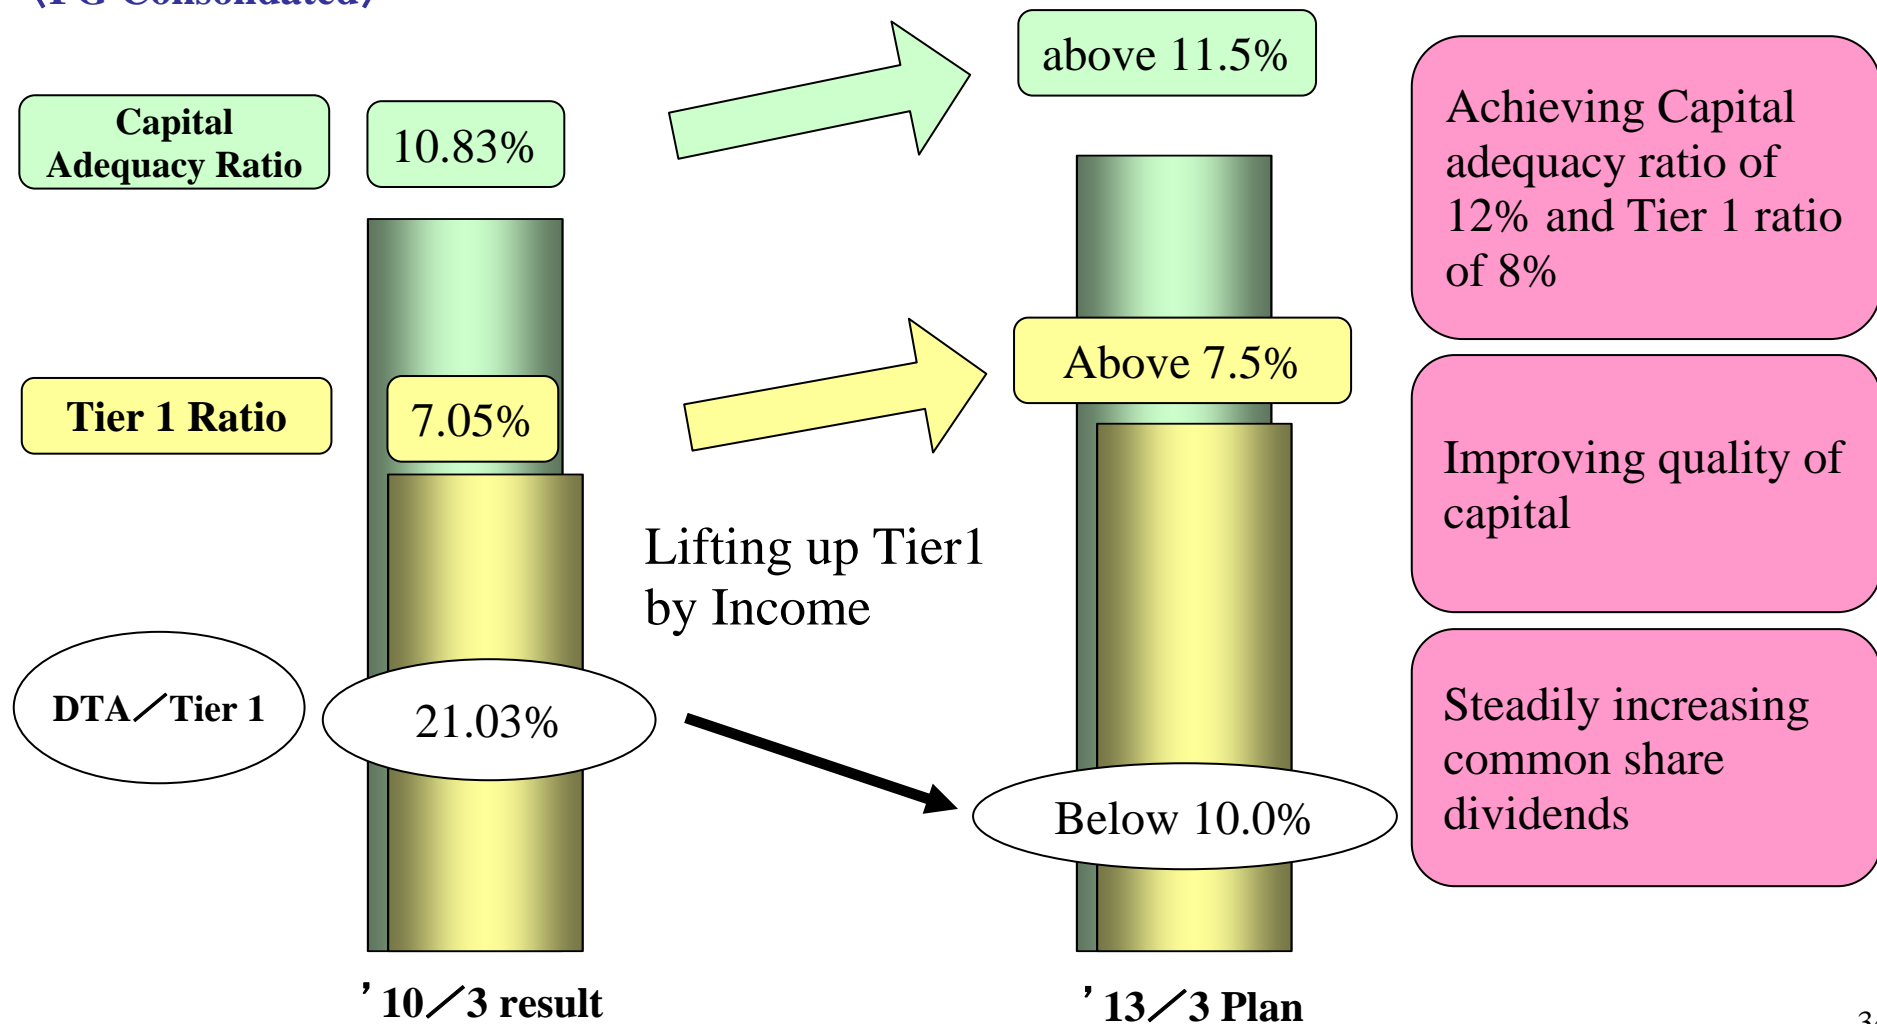 above 11.5%
Capital
Adequacy Ratio
10.83%
Achieving Capital
adequacy ratio of
12% and Tier 1 ratio
of 8%
Above 7.5%
Tier 1 Ratio
7.05%
Improving quality of
capital
Lifting up Tier1
by Income
DTA／Tier 1
21.03%
Steadily increasing
common share
dividends
Below 10.0%
’10／3 result
’13／3 Plan